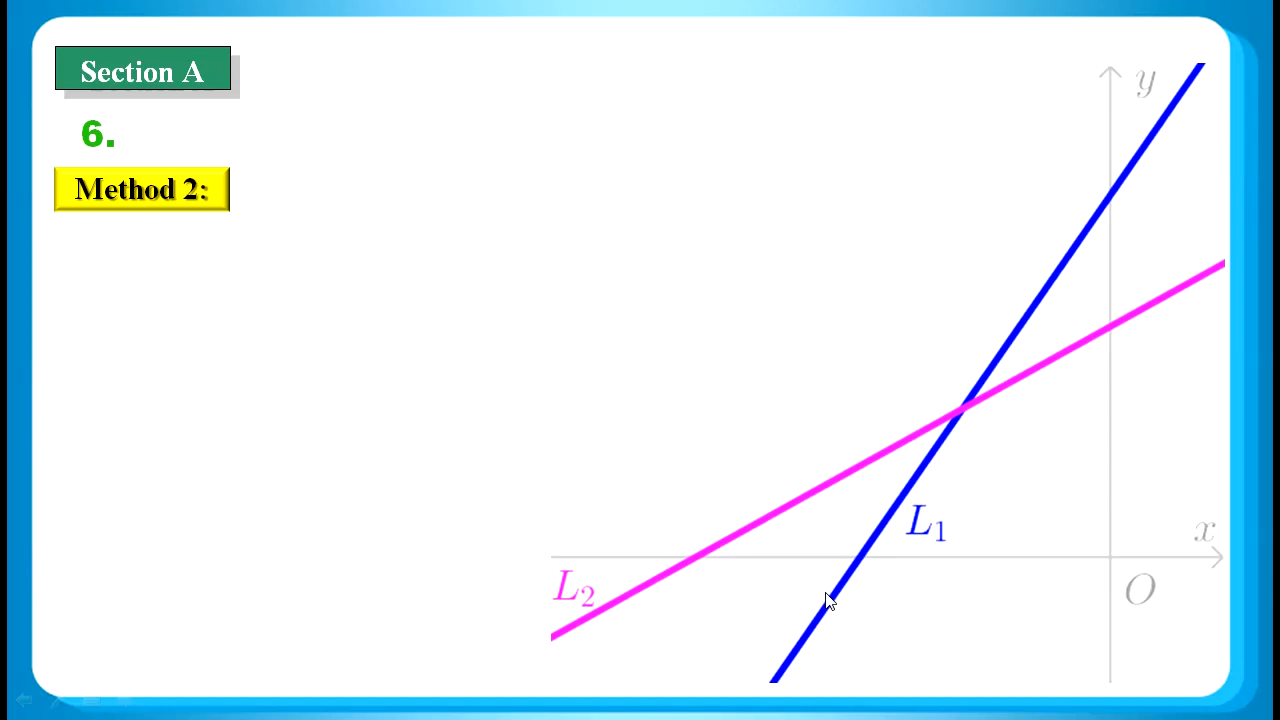 Section A
6.
Method 2:
y
L₁
x
L₂
O